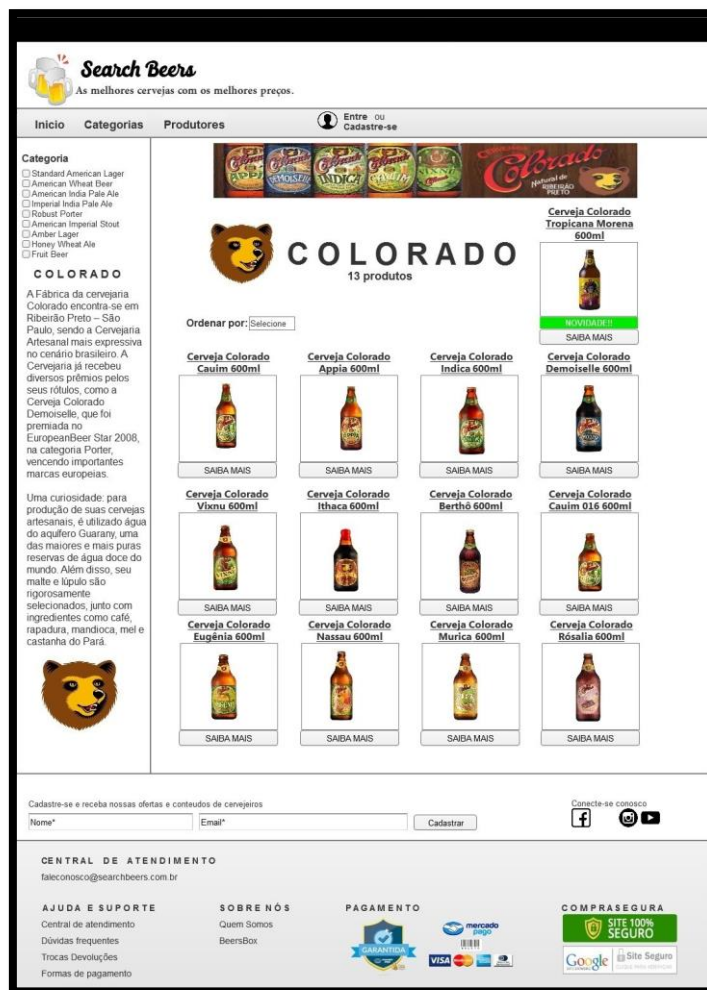 Search Beers
As melhores cervejas com os melhores preços.
Inicio Categorias Produtores
Entre ou
Cadastre-se
Categoria
Standard American Lager
American Wheat Beer
American India Pale Ale
Imperial India Pale Ale
Robust Porter
American Imperial Stout
Amber Lager
Honey Wheat Ale
Fruit Beer
COLORADO
A Fábrica da cervejaria
Colorado encontra-se em
Ribeirão Preto – São
Paulo, sendo a Cervejaria
Artesanal mais expressiva
no cenário brasileiro. A
Cervejaria já recebeu
diversos prêmios pelos
seus rótulos, como a
Cerveja Colorado
Demoiselle, que foi
premiada no
EuropeanBeer Star 2008,
na categoria Porter,
vencendo importantes
marcas europeias.
Uma curiosidade: para
produção de suas cervejas
artesanais, é utilizado água
do aquífero Guarany, uma
das maiores e mais puras
reservas de água doce do
mundo. Além disso, seu
malte e lúpulo são
rigorosamente
selecionados, junto com
ingredientes como café,
rapadura, mandioca, mel e
castanha do Pará.
APPIA DEMOISELLE INDICA CAUIM
Colorado
Natural de
RIBEIRÃO
PRETO
COLORADO
13 produtos
Cerveja Colorado
Tropicana Morena
600ml
NOVIDADE!!
SAIBA MAIS
Ordenar por: Selecione
Cerveja Colorado
Cauim 600ml
SAIBA MAIS
Cerveja Colorado
Appia 600ml
SAIBA MAIS
Cerveja Colorado
Indica 600ml
SAIBA MAIS
Cerveja Colorado
Demoiselle 600ml
SAIBA MAIS
Cerveja Colorado
Vixnu 600ml
SAIBA MAIS
Cerveja Colorado
Ithaca 600ml
SAIBA MAIS
Cerveja Colorado
Berthô 600ml
SAIBA MAIS
Cerveja Colorado
Cauim 016 600ml
SAIBA MAIS
Cerveja Colorado
Eugênia 600ml
SAIBA MAIS
Cerveja Colorado
Nassau 600ml
SAIBA MAIS
Cerveja Colorado
Murica 600ml
SAIBA MAIS
Cerveja Colorado
Rósalia 600ml
SAIBA MAIS
Cadastre-se e receba nossas ofertas e conteudos de cervejeiros
Nome* Email* Cadastrar
Conecte-se conosco
CENTRAL DE ATENDIMENTO
faleconosco@searchbeers.com.br
AJUDA E SUPORTE
Central de atendimento
Dúvidas frequentes
Trocas Devoluções
Formas de pagamento
SOBRE NÓS
Quem Somos
BeersBox
PAGAMENTO
GARANTIDA
mercado
pago
VISA
COMPRA SEGURA
SITE 100%
SEGURO
Google
Site Seguro